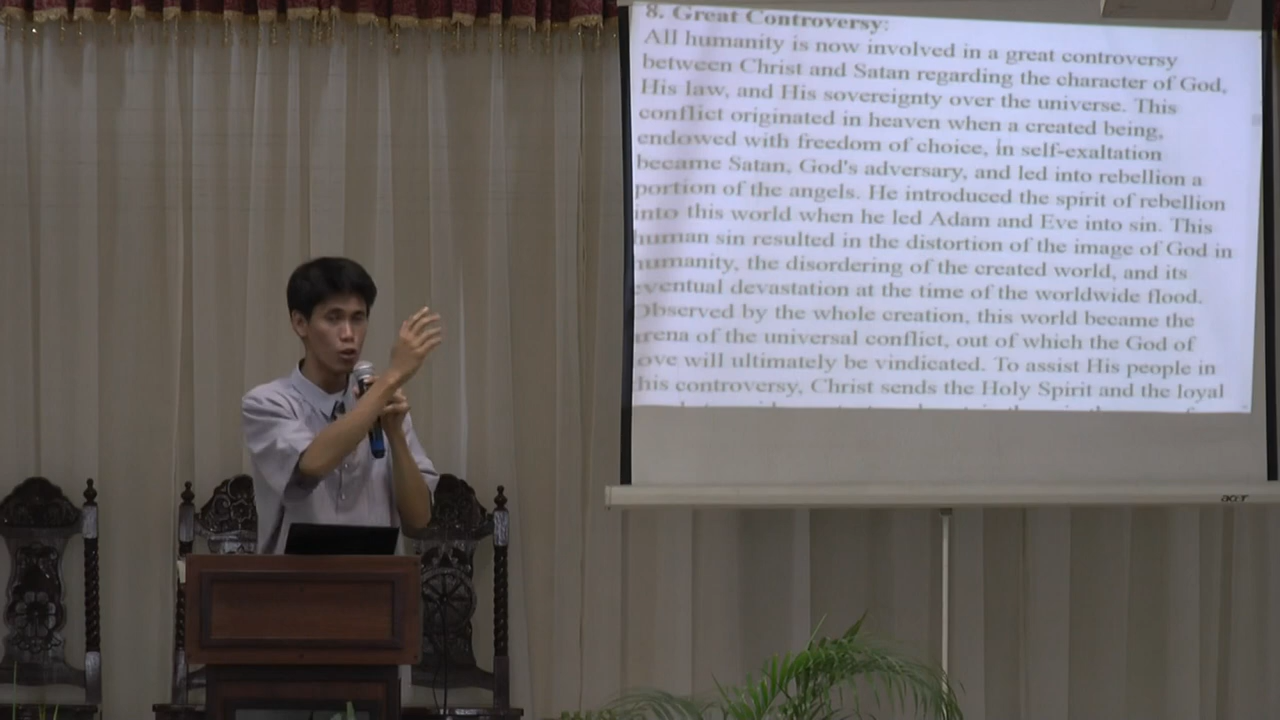 8. Great Controversy:
All humanity is now involved in a great controversy
between Christ and Satan regarding the character of God,
His law, and His sovereignty over the universe. This
conflict originated in heaven when a created being,
endowed with freedom of choice, in self-exaltation
became Satan, God's adversary, and led into rebellion a
portion of the angels. He introduced the spirit of rebellion
into this world when he led Adam and Eve into sin. This
human sin resulted in the distortion of the image of God in
humanity, the disordering of the created world, and its
eventual devastation at the time of the worldwide flood.
Observed by the whole creation, this world became the
arena of the universal conflict, out of which the God of
ove will ultimately be vindicated. To assist His people in
his controversy, Christ sends the Holy Spirit and the loyal
acer